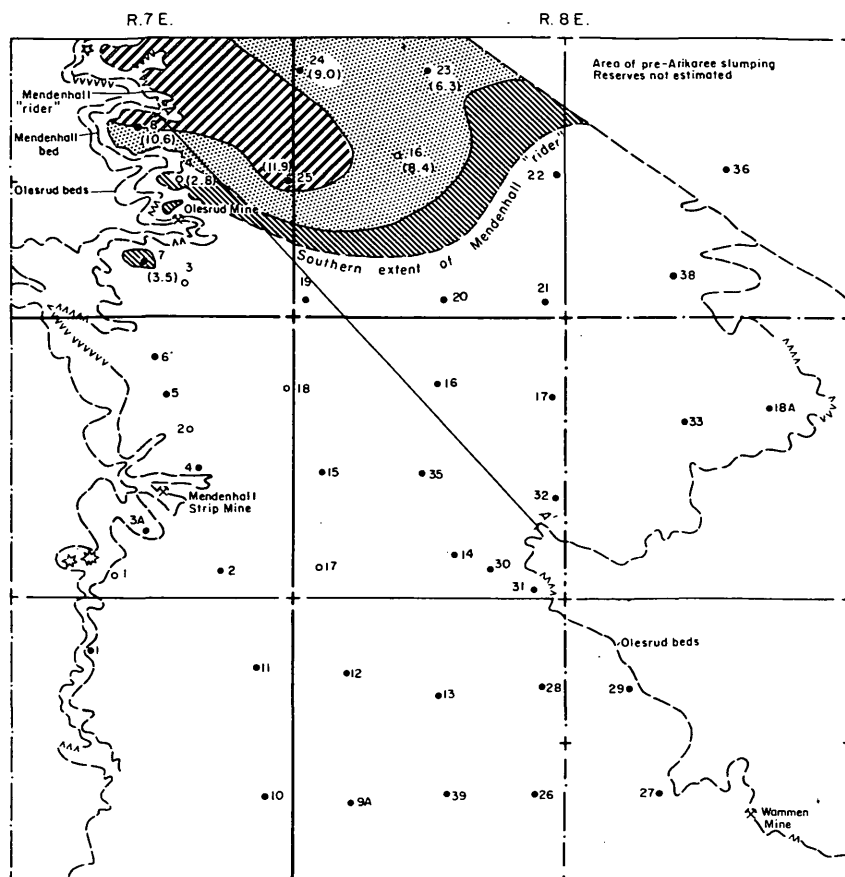 R.7 E.
R. 8 E.
24
(9.0)
23
(6.3)
Area of pre-Arikaree slumping
Reserves not estimated
Mendenhall
"rider"
Mendenhall
bed
8
(10.6)
A
4
(2.8)
(11.9)
25
16
(8.4)
22
36
Olesrud beds
Olesrud Mine
Southern extent of Mendenhall "rider"
7
(3.5)
3
19
20
21
38
6
5
18
16
17
18A
33
2
4
15
35
Mendenhall
Strip Mine
32
3A
A'
1
2
17
14
30
31
1
11
12
13
28
29
Olesrud beds
10
9A
39
26
27
Wammen
Mine